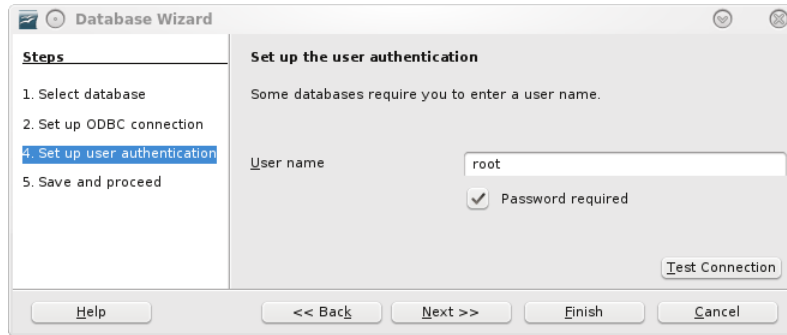 Database Wizard
Steps
1. Select database
2. Set up ODBC connection
4. Set up user authentication
5. Save and proceed
Set up the user authentication
Some databases require you to enter a user name.
User name
root
Password required
Test Connection
Help
<< Back
Next >>
Finish
Cancel